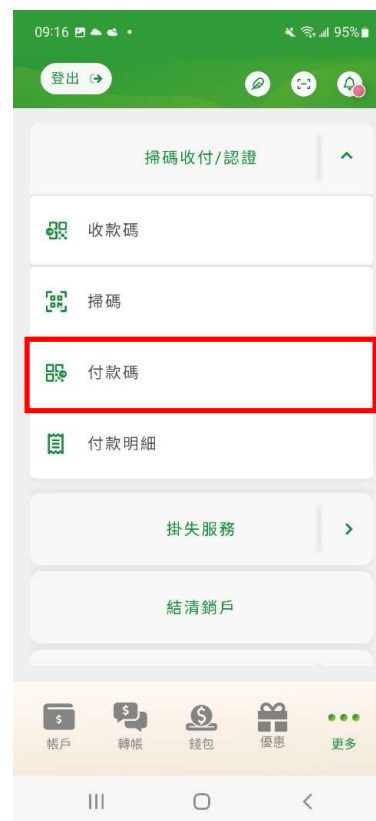 09:16 95%
登出
掃碼收付/認證
收款碼
掃碼
付款碼
付款明細
掛失服務
結清銷戶
帳戶 轉帳 錢包 優惠 更多